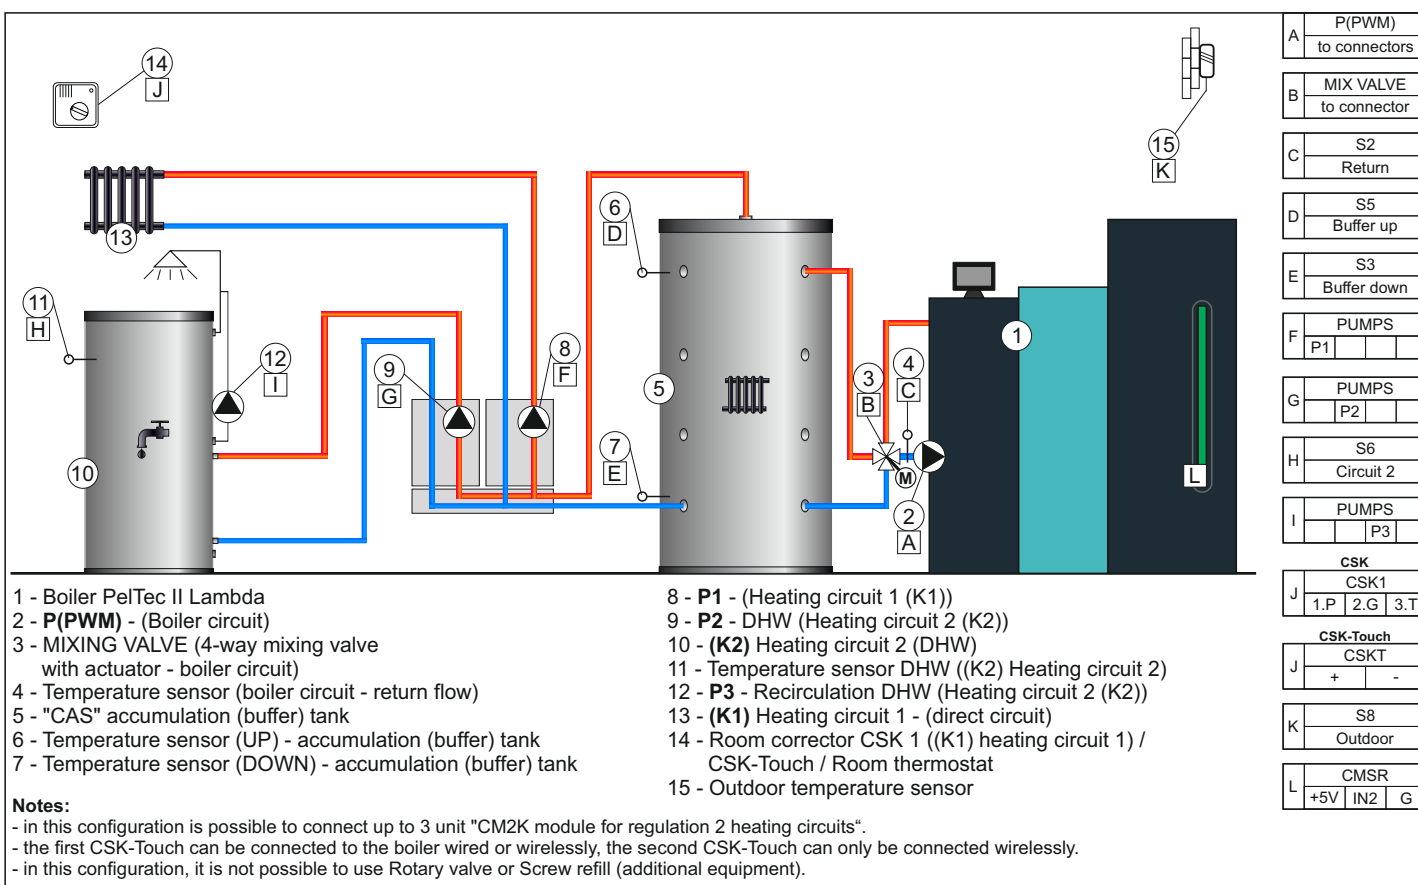 14
J
15
K
13
6
D
11
H
12
I
9
G
8
F
5
3
B
4
C
1
7
E
10
M
2
A
L
A
P(PWM)
to connectors
B
MIX VALVE
to connector
C
S2
Return
D
S5
Buffer up
E
S3
Buffer down
F
PUMPS
P1
G
PUMPS
P2
H
S6
Circuit 2
I
PUMPS
P3
CSK
J
CSK1
1.P 2.G 3.T
CSK-Touch
J
CSKT
+ -
K
S8
Outdoor
L
CMSR
+5V IN2 G
1 - Boiler PelTec II Lambda
2 - P(PWM) - (Boiler circuit)
3 - MIXING VALVE (4-way mixing valve
with actuator - boiler circuit)
4 - Temperature sensor (boiler circuit - return flow)
5 - "CAS" accumulation (buffer) tank
6 - Temperature sensor (UP) - accumulation (buffer) tank
7 - Temperature sensor (DOWN) - accumulation (buffer) tank
8 - P1 - (Heating circuit 1 (K1))
9 - P2 - DHW (Heating circuit 2 (K2))
10 - (K2) Heating circuit 2 (DHW)
11 - Temperature sensor DHW ((K2) Heating circuit 2)
12 - P3 - Recirculation DHW (Heating circuit 2 (K2))
13 - (K1) Heating circuit 1 - (direct circuit)
14 - Room corrector CSK 1 ((K1) heating circuit 1) /
CSK-Touch / Room thermostat
15 - Outdoor temperature sensor
Notes:
- in this configuration is possible to connect up to 3 unit "CM2K module for regulation 2 heating circuits“.
- the first CSK-Touch can be connected to the boiler wired or wirelessly, the second CSK-Touch can only be connected wirelessly.
- in this configuration, it is not possible to use Rotary valve or Screw refill (additional equipment).